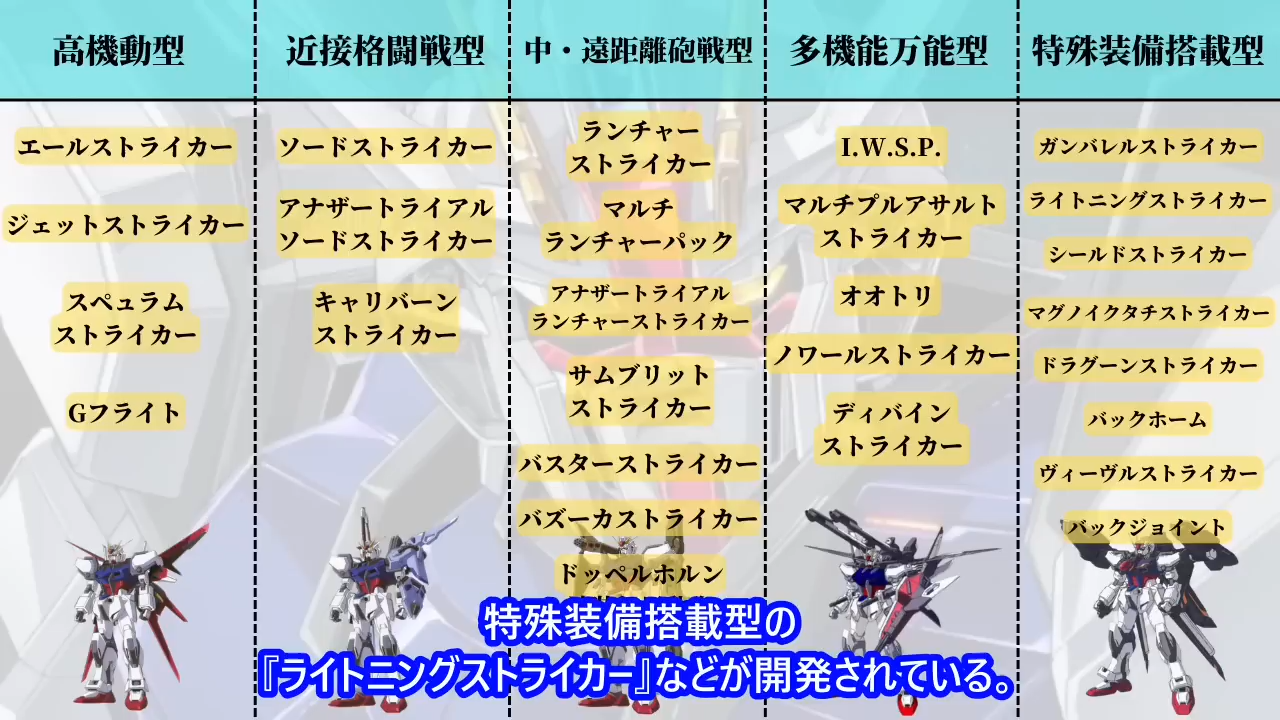 高機動型
近接格闘戦型
中・遠距離砲戦型
多機能万能型
特殊装備搭載型
エールストライカー
ジェットストライカー
スペキュラム
ストライカー
Gフライト
ソードストライカー
アナザートライアル
ソードストライカー
キャリバーン
ストライカー
ランチャー
ストライカー
マルチ
ランチャーパック
アナザートライアル
ランチャーストライカー
サムブリット
ストライカー
バスターストライカー
バズーカストライカー
ドッペルホルン
I.W.S.P.
マルチプルアサルト
ストライカー
オオトリ
ノワールストライカー
ディバイン
ストライカー
ガンバレルストライカー
ライトニングストライカー
シールドストライカー
マグノイクタチストライカー
ドラグーンストライカー
バックホーム
ヴィーヴルストライカー
バックジョイント
特殊装備搭載型の
『ライトニングストライカー』などが開発されている。